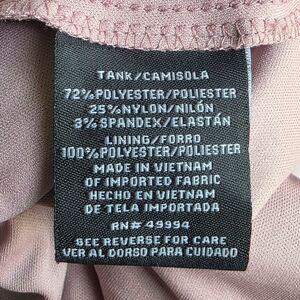 TANK/CAMISOLA
72%POLYESTER/POLIESTER
25%NYLON/NILÓN
3%SPANDEX/ELASTÁN
LINING/FORRO
100%POLYESTER/POLIESTER
MADE IN VIETNAM
OF IMPORTED FABRIC
HECHO EN VIETNAM
DE TELA IMPORTADA
RN# 49994
SEE REVERSE FOR CARE
VER AL DORSO PARA CUIDADO